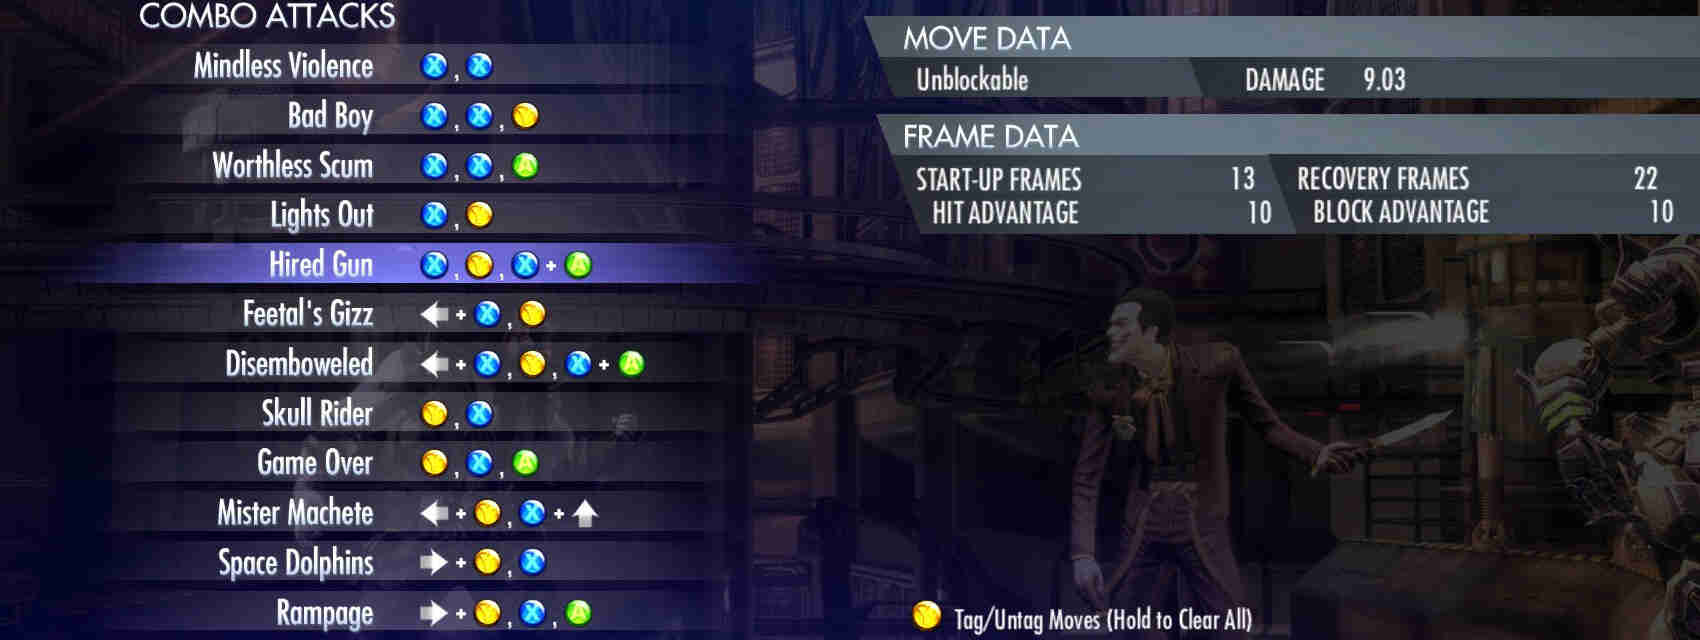 COMBO ATTACKS
Mindless Violence X , X
Bad Boy X , X , Y
Worthless Scum X , X , A
Lights Out X , Y
Hired Gun X , Y , X + A
Feetal's Gizz + X , Y
Disemboweled + X , Y , X + A
Skull Rider Y , X
Game Over Y , X , A
Mister Machete + Y , X +
Space Dolphins + Y , X
Rampage + Y , X , A
MOVE DATA
Unblockable DAMAGE 9.03
FRAME DATA
START-UP FRAMES 13 RECOVERY FRAMES 22
HIT ADVANTAGE 10 BLOCK ADVANTAGE 10
Y Tag/Untag Moves (Hold to Clear All)